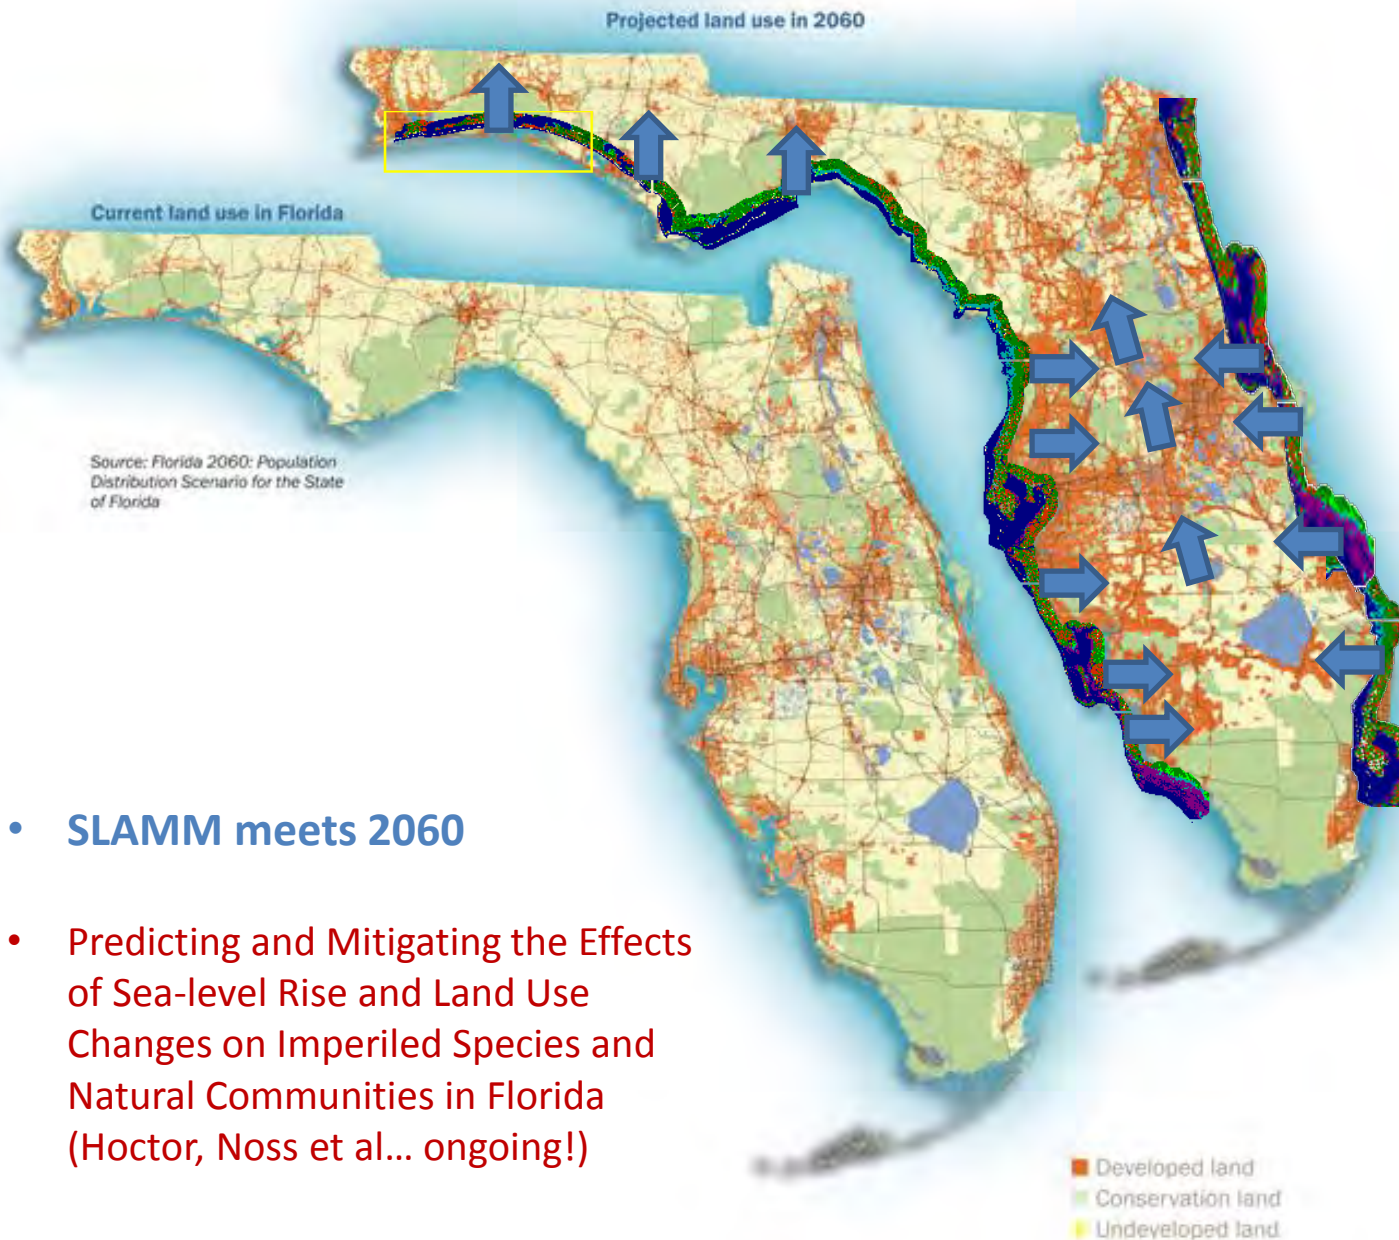 Projected land use in 2060
Current land use in Florida
Source: Florida 2060: Population
Distribution Scenario for the State
of Florida
• SLAMM meets 2060
• Predicting and Mitigating the Effects
of Sea-level Rise and Land Use
Changes on Imperiled Species and
Natural Communities in Florida
(Hoctor, Noss et al… ongoing!)
Developed land
Conservation land
Undeveloped land